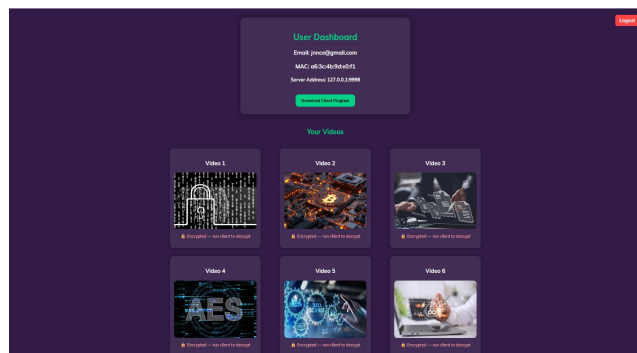 Logout
User Dashboard
Email: jnnce@gmail.com
MAC: a6:3c:4b:9d:e0:f1
Server Address: 127.0.0.1:9998
Download Client Program
Your Videos
Video 1
Video 2
Video 3
🔒 Encrypted — run client to decrypt
🔒 Encrypted — run client to decrypt
🔒 Encrypted — run client to decrypt
Video 4
Video 5
Video 6
AES
🔒 Encrypted — run client to decrypt
🔒 Encrypted — run client to decrypt
🔒 Encrypted — run client to decrypt